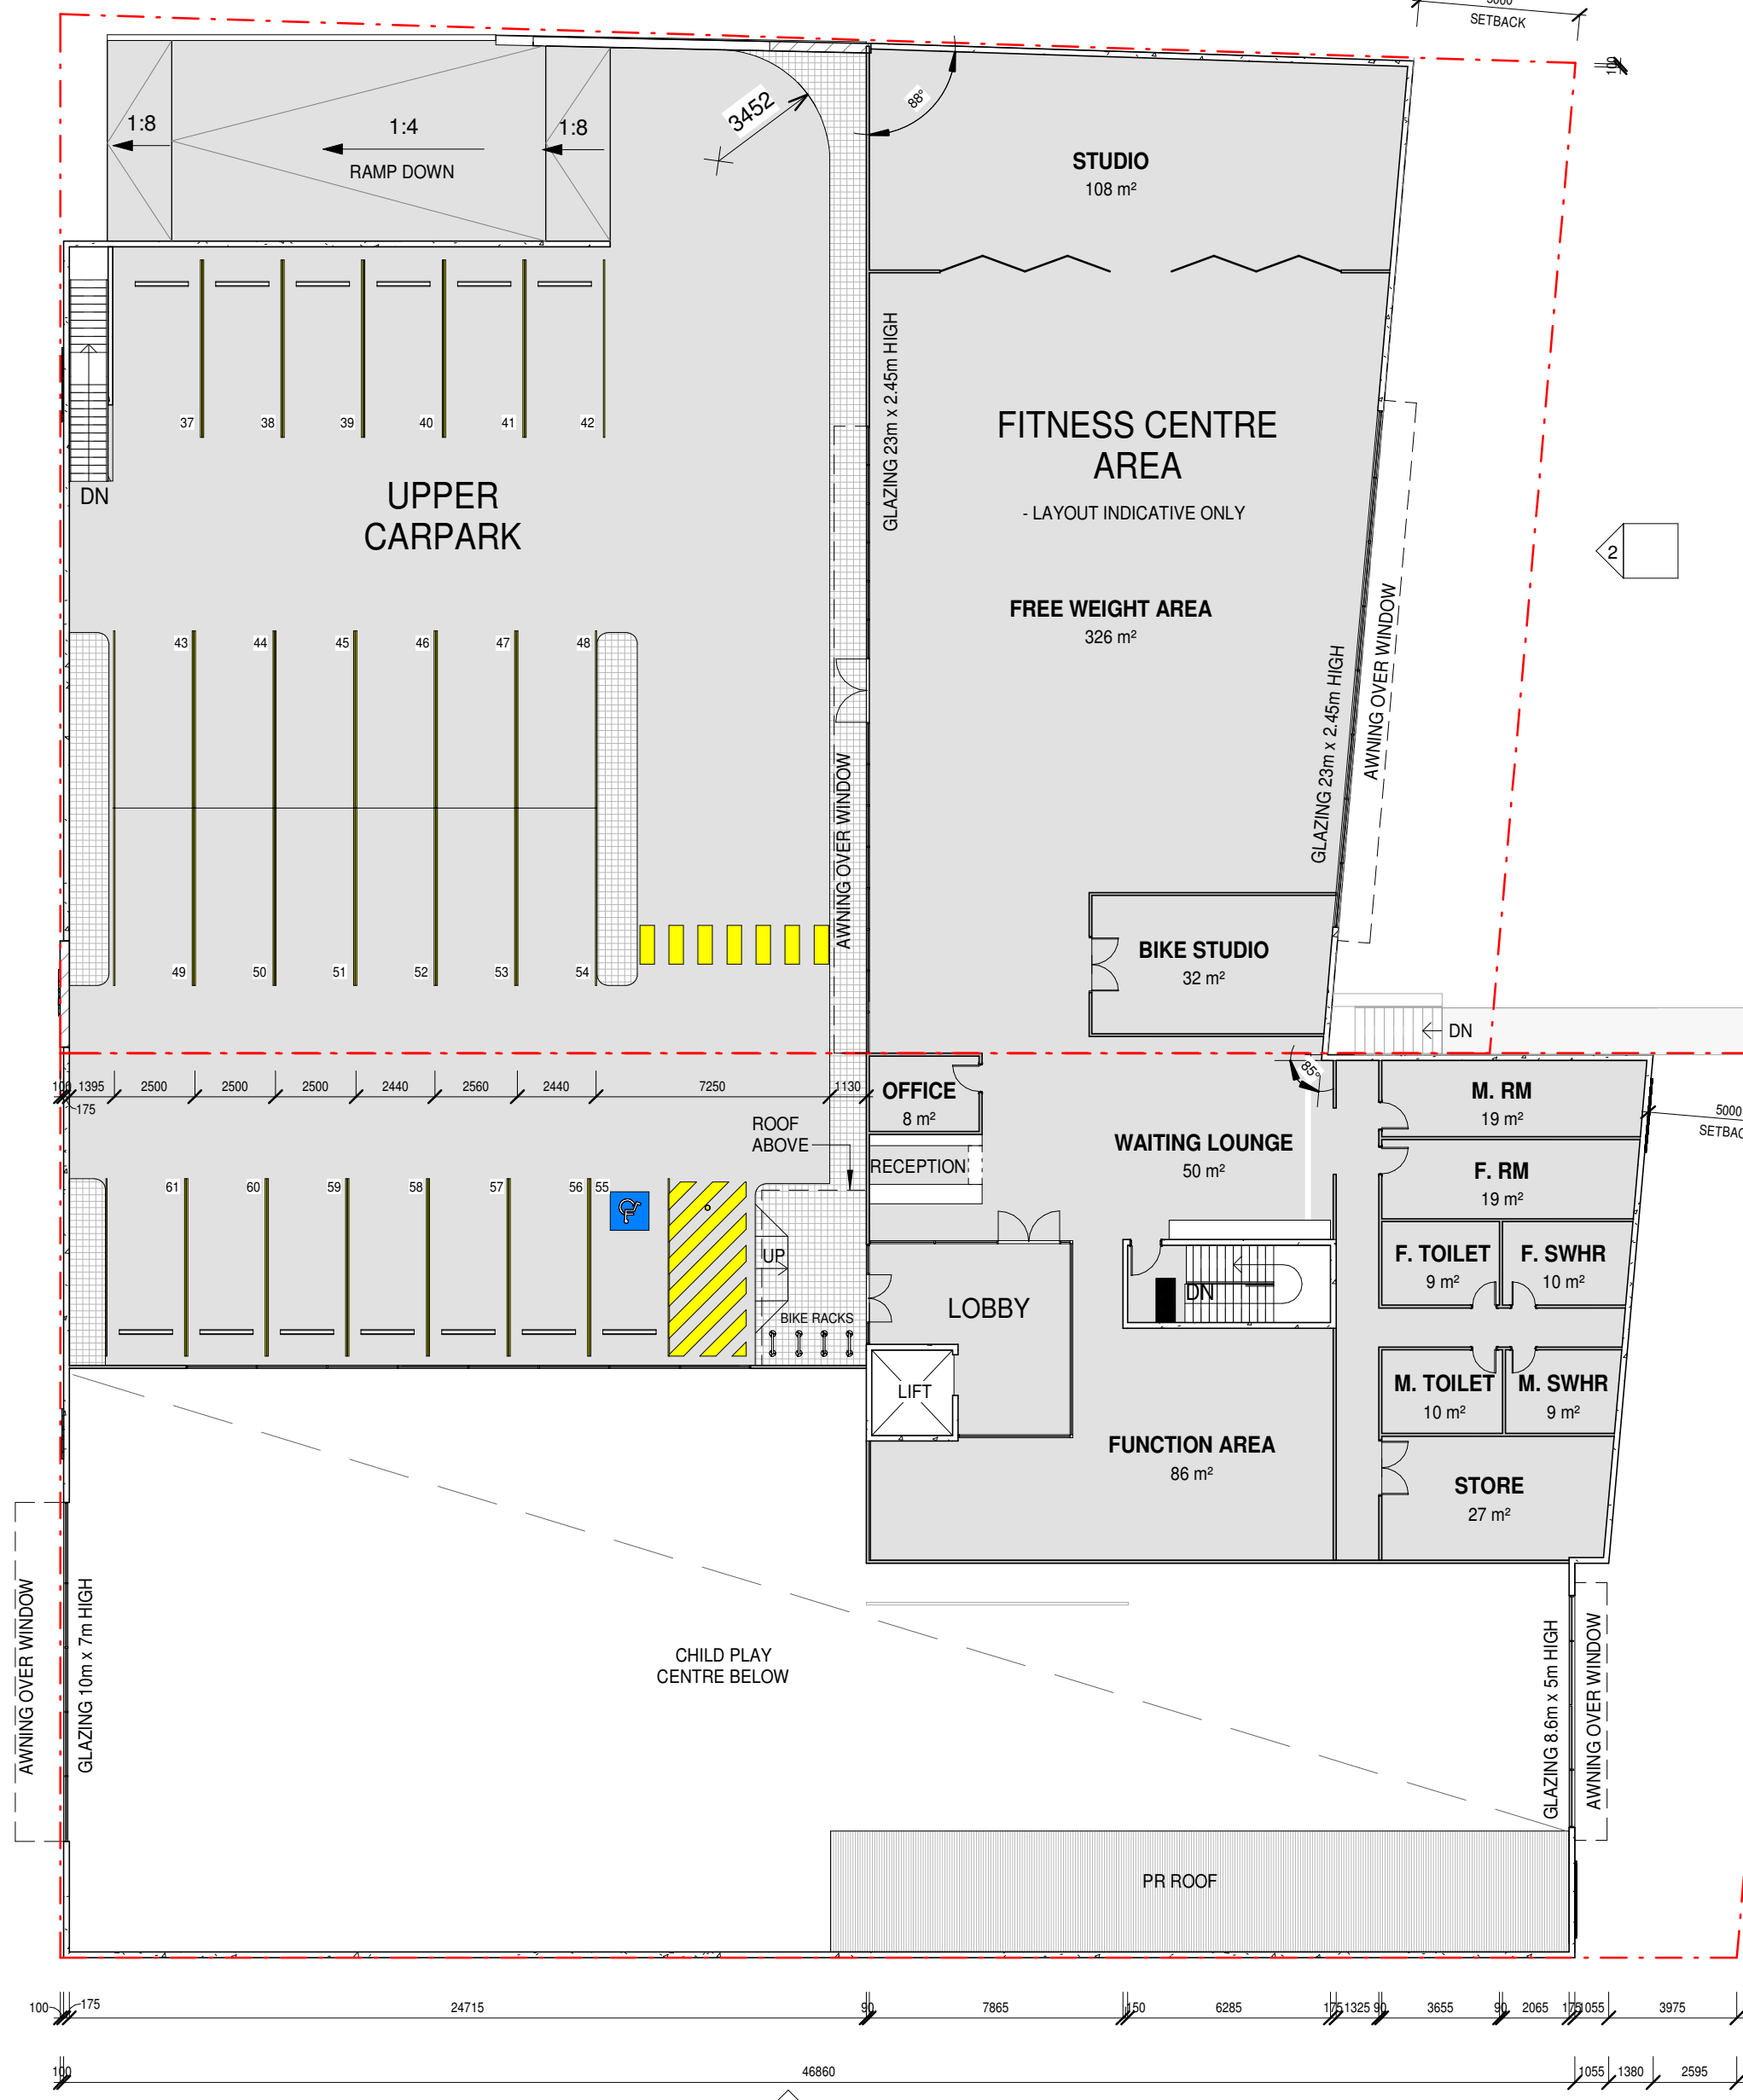 5000
SETBACK
100
1:8
1:4
1:8
RAMP DOWN
3452
88°
STUDIO
108 m²
GLAZING 23m x 2.45m HIGH
37
38
39
40
41
42
DN
UPPER
CARPARK
FITNESS CENTRE
AREA
- LAYOUT INDICATIVE ONLY
2
FREE WEIGHT AREA
326 m²
AWNING OVER WINDOW
GLAZING 23m x 2.45m HIGH
43
44
45
46
47
48
AWNING OVER WINDOW
49
50
51
52
53
54
BIKE STUDIO
32 m²
DN
100
1395
2500
2500
2500
2440
2560
2440
7250
1130
175
85°
OFFICE
8 m²
M. RM
19 m²
5000
SETBAC
ROOF
ABOVE
RECEPTION
WAITING LOUNGE
50 m²
F. RM
19 m²
61
60
59
58
57
56
55
UP
BIKE RACKS
LOBBY
DN
F. TOILET
9 m²
F. SWHR
10 m²
LIFT
M. TOILET
10 m²
M. SWHR
9 m²
FUNCTION AREA
86 m²
STORE
27 m²
AWNING OVER WINDOW
GLAZING 10m x 7m HIGH
CHILD PLAY
CENTRE BELOW
GLAZING 8.6m x 5m HIGH
AWNING OVER WINDOW
PR ROOF
100
175
24715
90
7865
150
6285
175
1325
90
3655
90
2065
175
1055
3975
100
46860
1055
1380
2595